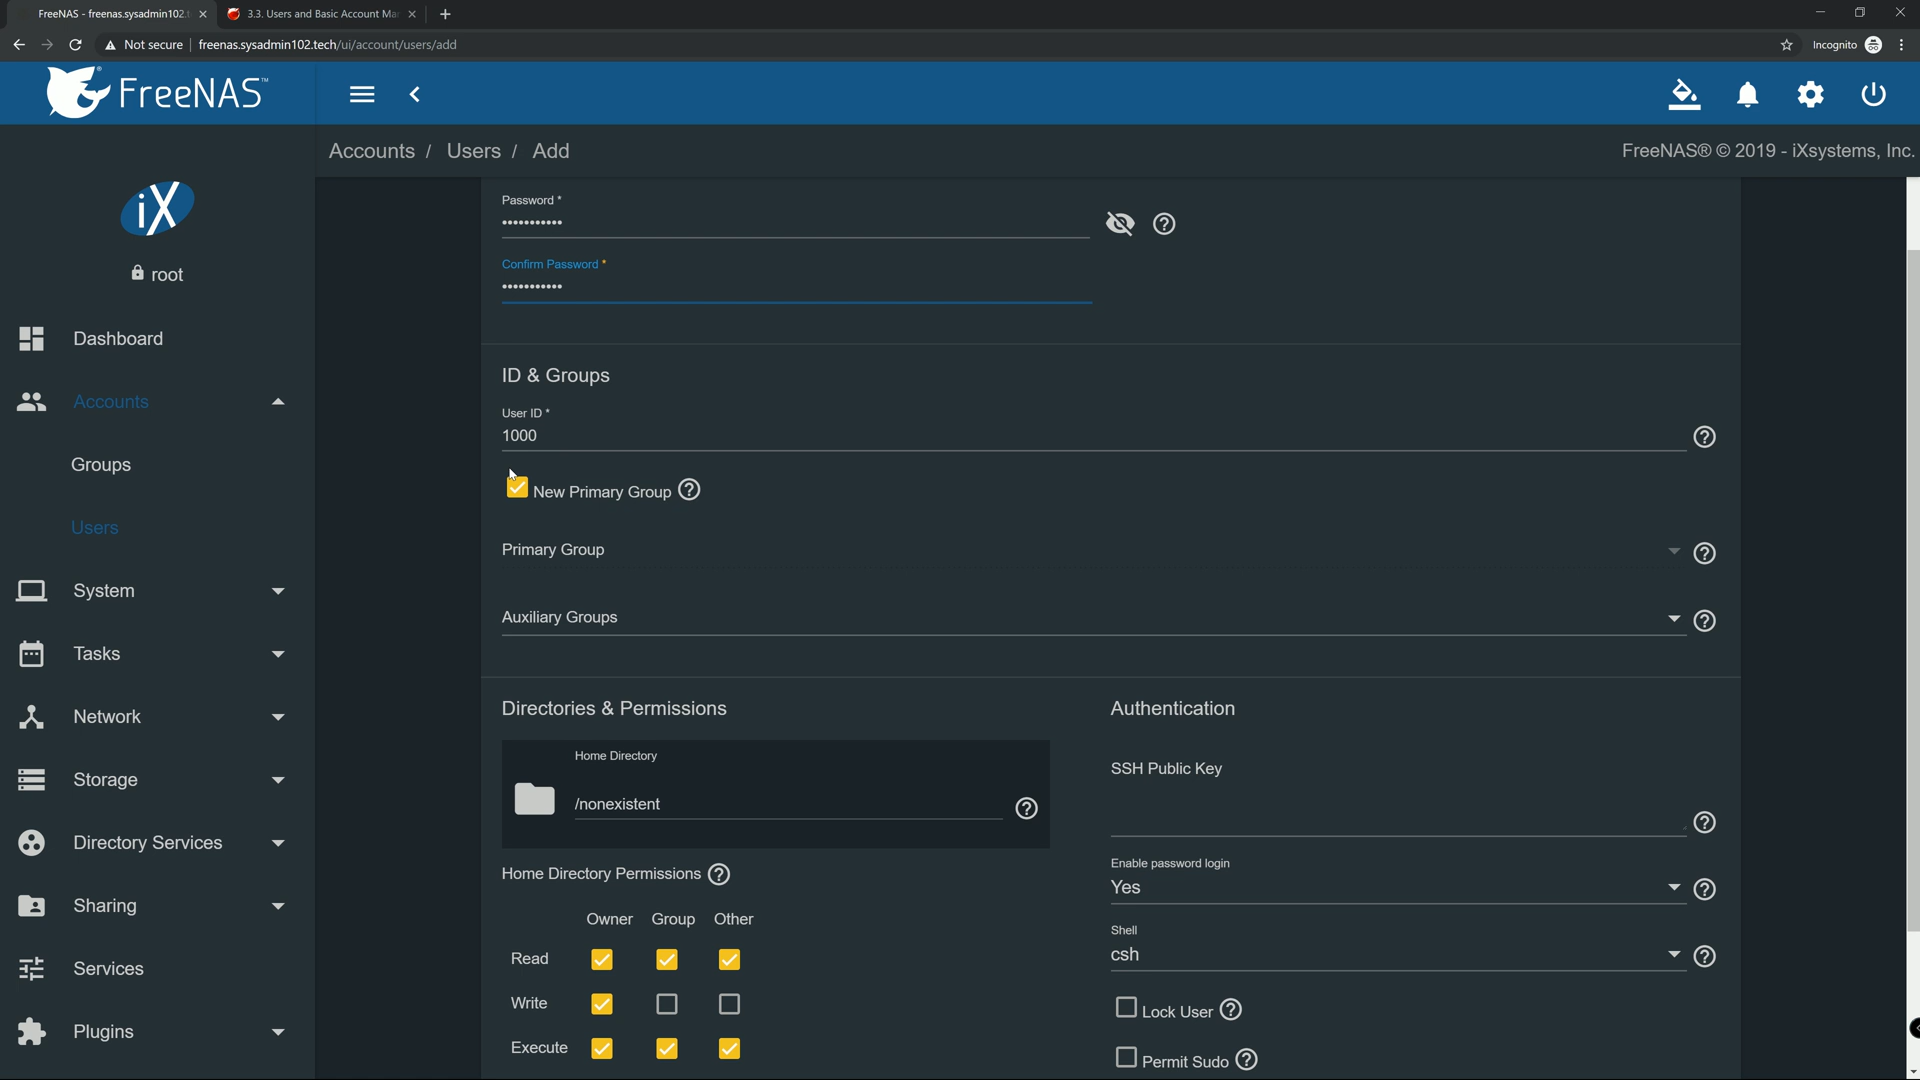 FreeNAS - freenas.sysadmin102.
3.3. Users and Basic Account Ma
Not secure
freenas.sysadmin102.tech/ui/account/users/add
Incognito
FreeNAS™
Accounts / Users / Add
FreeNAS® © 2019 - iXsystems, Inc.
iX
root
Dashboard
Accounts
Groups
Users
System
Tasks
Network
Storage
Directory Services
Sharing
Services
Plugins
Password *
•••••••••••
Confirm Password *
•••••••••••
ID & Groups
User ID *
1000
New Primary Group
Primary Group
Auxiliary Groups
Directories & Permissions
Home Directory
/nonexistent
Home Directory Permissions
Owner Group Other
Read
Write
Execute
Authentication
SSH Public Key
Enable password login
Yes
Shell
csh
Lock User
Permit Sudo